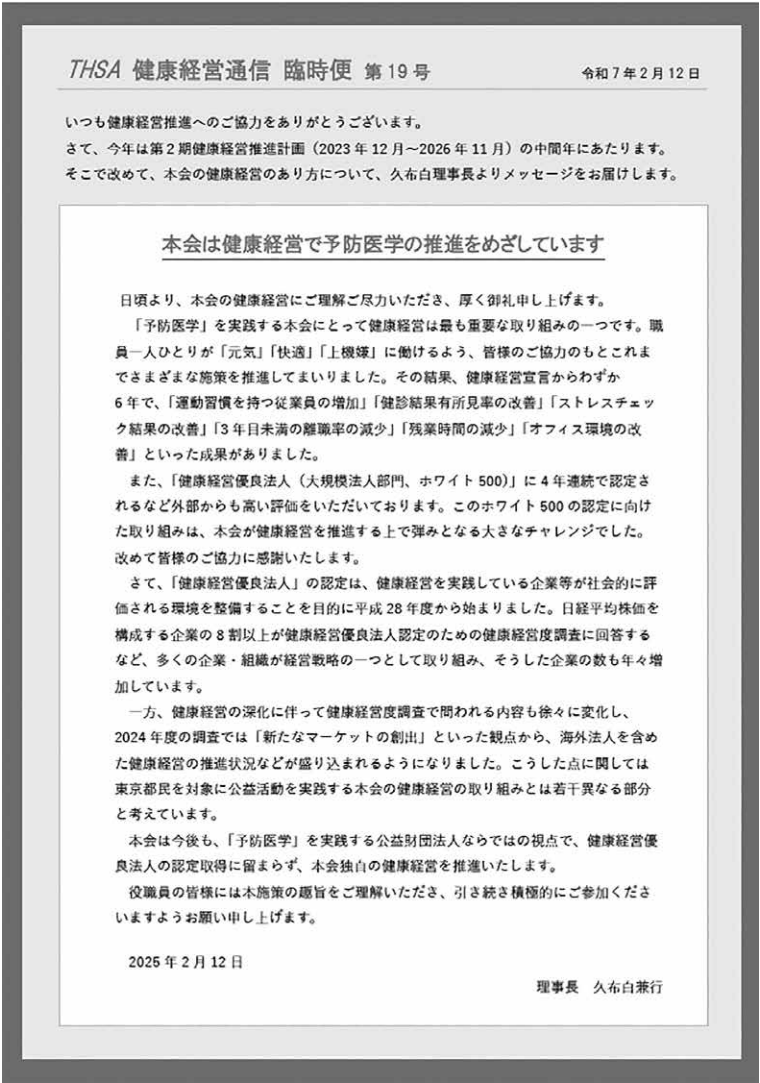 THSA 健康経営通信 臨時便 第19号
令和7年2月12日
いつも健康経営推進へのご協力をありがとうございます。
さて、今年は第2期健康経営推進計画（2023年12月～2026年11月）の中間年にあたります。
そこで改めて、本会の健康経営のあり方について、久布白理事長よりメッセージをお届けします。
本会は健康経営で予防医学の推進をめざしています
日頃より、本会の健康経営にご理解ご尽力いただき、厚く御礼申し上げます。
「予防医学」を実践する本会にとって健康経営は最も重要な取り組みの一つです。職
員一人ひとりが「元気」「快適」「上機嫌」に働けるよう、皆様のご協力のもとこれま
でさまざまな施策を推進してまいりました。その結果、健康経営宣言からわずか
6年で、「運動習慣を持つ従業員の増加」「健診結果有所見率の改善」「ストレスチェッ
ク結果の改善」「3年目未満の離職率の減少」「残業時間の減少」「オフィス環境の改
善」といった成果がありました。
また、「健康経営優良法人（大規模法人部門、ホワイト500）」に4年連続で認定さ
れるなど外部からも高い評価をいただいております。このホワイト500の認定に向け
た取り組みは、本会が健康経営を推進する上で弾みとなる大きなチャレンジでした。
改めて皆様のご協力に感謝いたします。
さて、「健康経営優良法人」の認定は、健康経営を実践している企業等が社会的に評
価される環境を整備することを目的に平成28年度から始まりました。日経平均株価を
構成する企業の8割以上が健康経営優良法人認定のための健康経営度調査に回答する
など、多くの企業・組織が経営戦略の一つとして取り組み、そうした企業の数も年々増
加しています。
一方、健康経営の深化に伴って健康経営度調査で問われる内容も徐々に変化し、
2024年度の調査では「新たなマーケットの創出」といった観点から、海外法人を含め
た健康経営の推進状況などが盛り込まれるようになりました。こうした点に関しては
東京都民を対象に公益活動を実践する本会の健康経営の取り組みとは若干異なる部分
と考えています。
本会は今後も、「予防医学」を実践する公益財団法人ならではの視点で、健康経営優
良法人の認定取得に留まらず、本会独自の健康経営を推進いたします。
役職員の皆様には本施策の趣旨をご理解いただき、引き続き積極的にご参加くださ
いますようお願い申し上げます。
2025年2月12日
理事長　久布白兼行